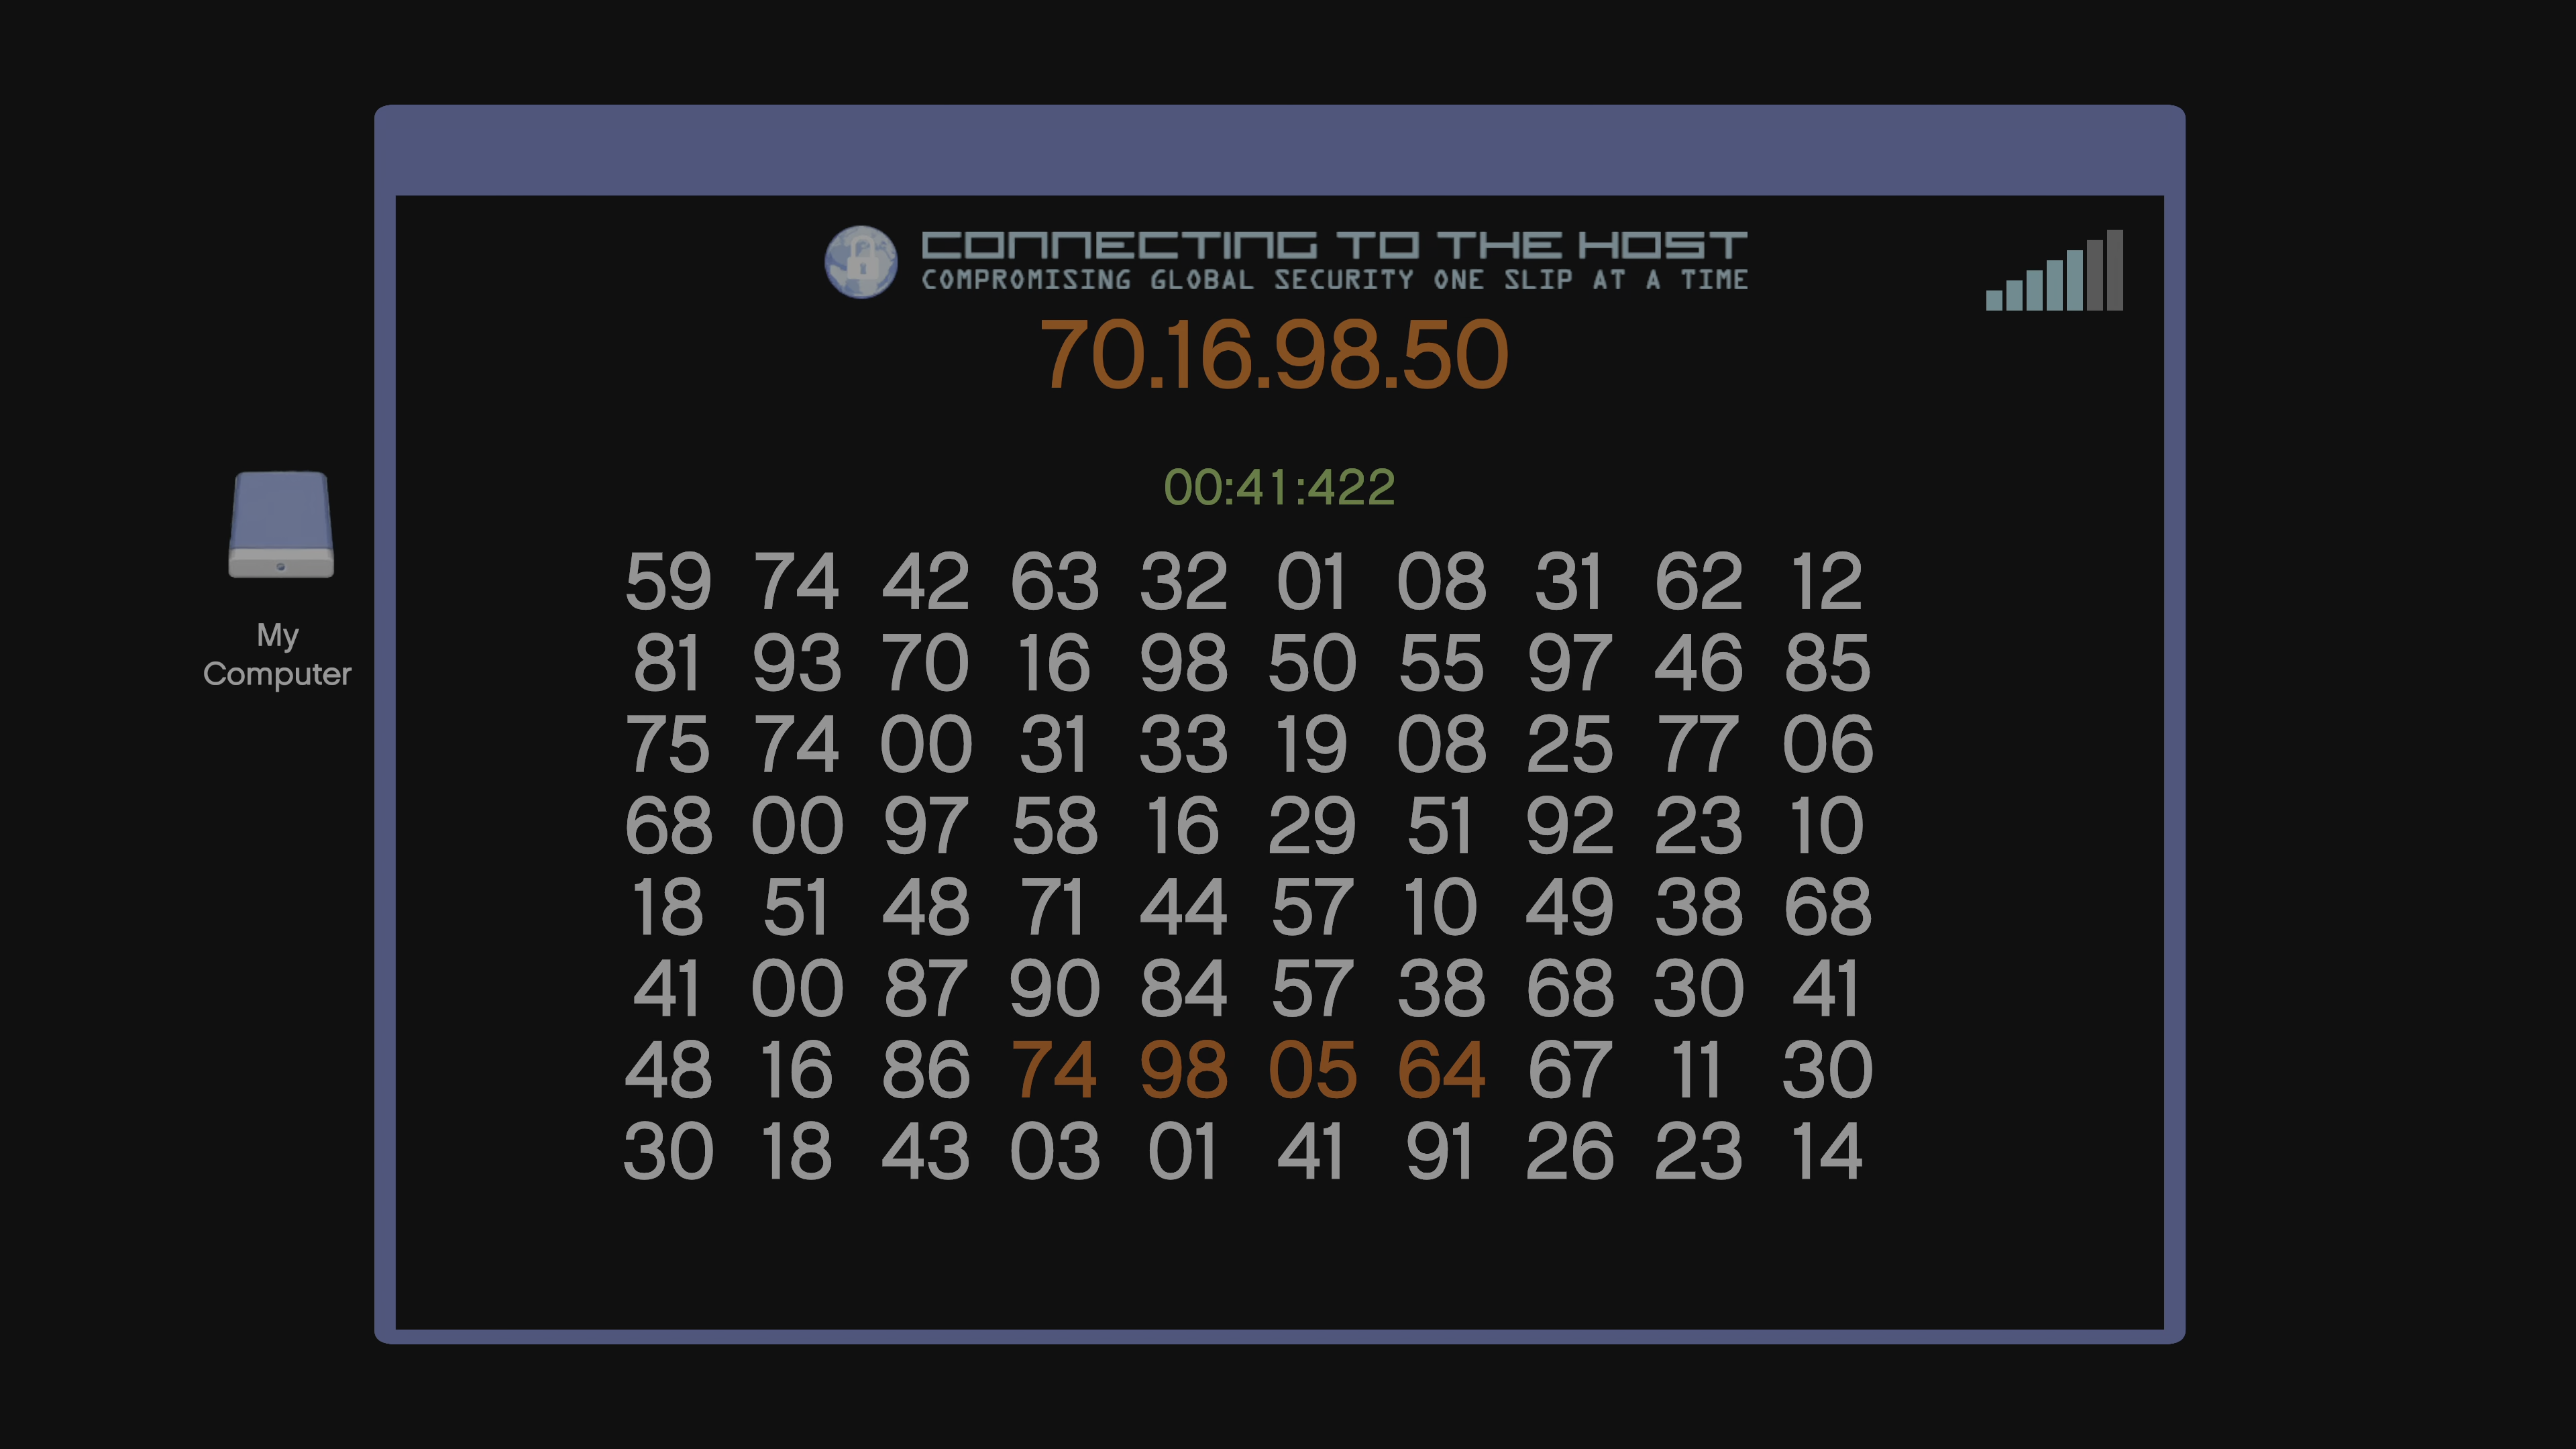 CONNECTING TO THE HOST
COMPROMISING GLOBAL SECURITY ONE SLIP AT A TIME
70.16.98.50
00:41:422
My
Computer
59 74 42 63 32 01 08 31 62 12
81 93 70 16 98 50 55 97 46 85
75 74 00 31 33 19 08 25 77 06
68 00 97 58 16 29 51 92 23 10
18 51 48 71 44 57 10 49 38 68
41 00 87 90 84 57 38 68 30 41
48 16 86 74 98 05 64 67 11 30
30 18 43 03 01 41 91 26 23 14